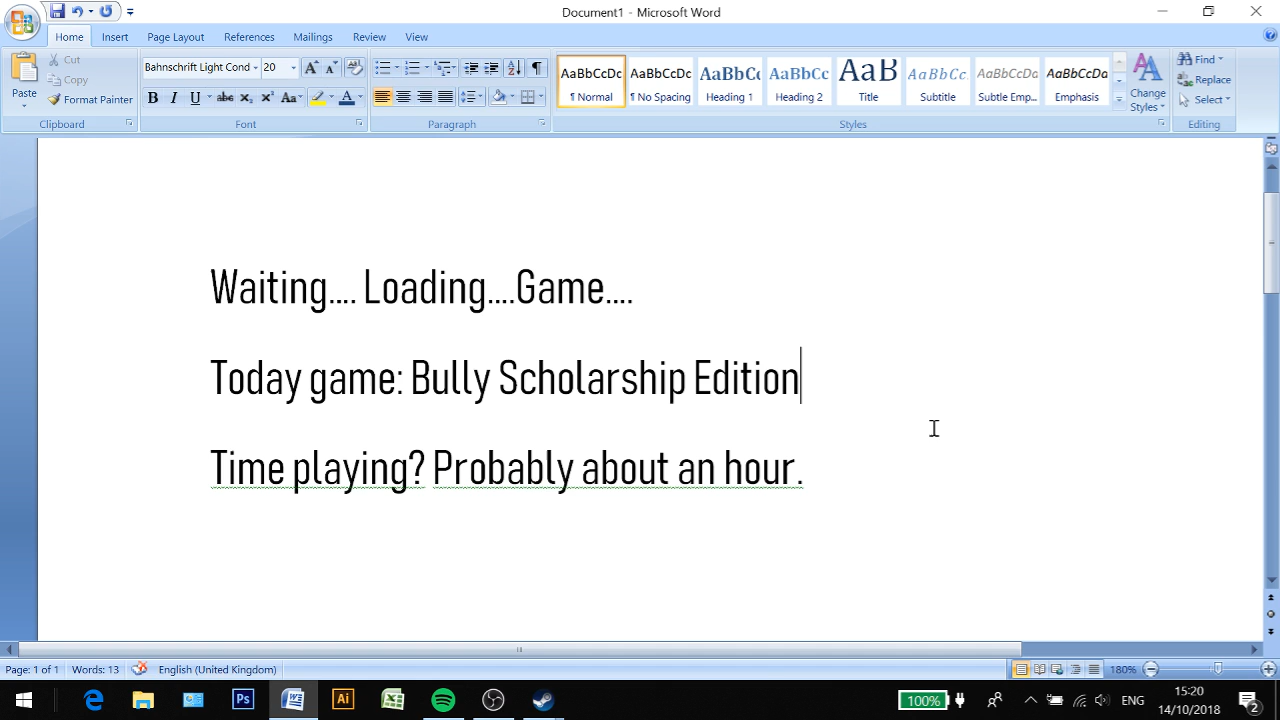 Document1 - Microsoft Word
Home Insert Page Layout References Mailings Review View
Paste
Cut
Copy
Format Painter
Clipboard
Bahnschrift Light Cond 20
Font
Paragraph
AaBbCcDc AaBbCcDc AaBbCc AaBbCc AaB AaBbCc. AaBbCcDa AaBbCcDa
¶ Normal ¶ No Spacing Heading 1 Heading 2 Title Subtitle Subtle Emp... Emphasis
Styles
Change Styles
Find
Replace
Select
Editing
Waiting.... Loading....Game....
Today game: Bully Scholarship Edition
Time playing? Probably about an hour.
Page: 1 of 1 Words: 13 English (United Kingdom) 180%
Ps Ai 100% ENG 15:20
14/10/2018 2